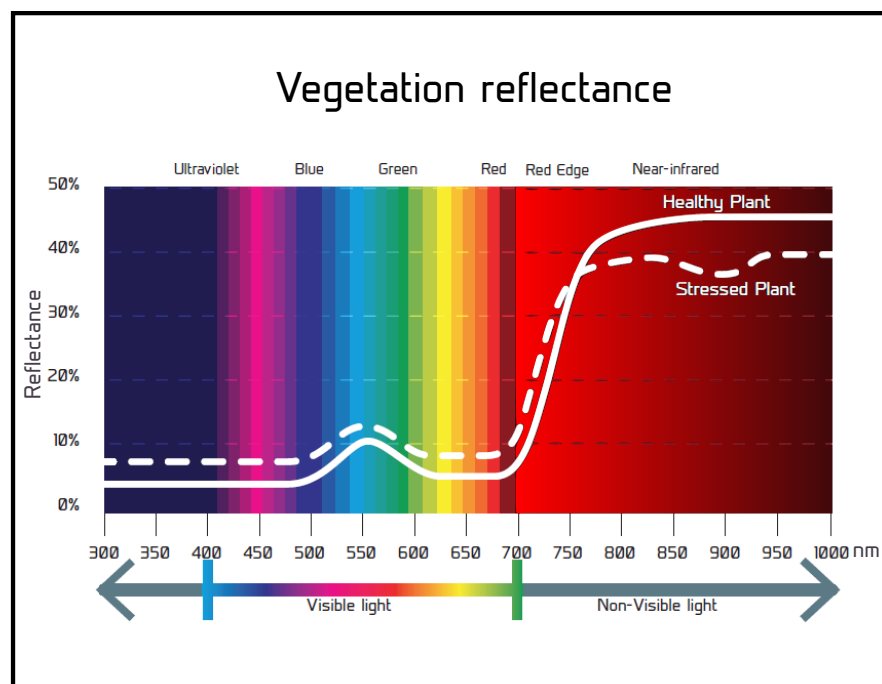 Vegetation reflectance
Ultraviolet Blue Green Red Red Edge Near-infrared
50%
Healthy Plant
40%
Stressed Plant
30%
Reflectance
20%
10%
0%
300 350 400 450 500 550 600 650 700 750 800 850 900 950 1000 nm
Visible light Non-Visible light